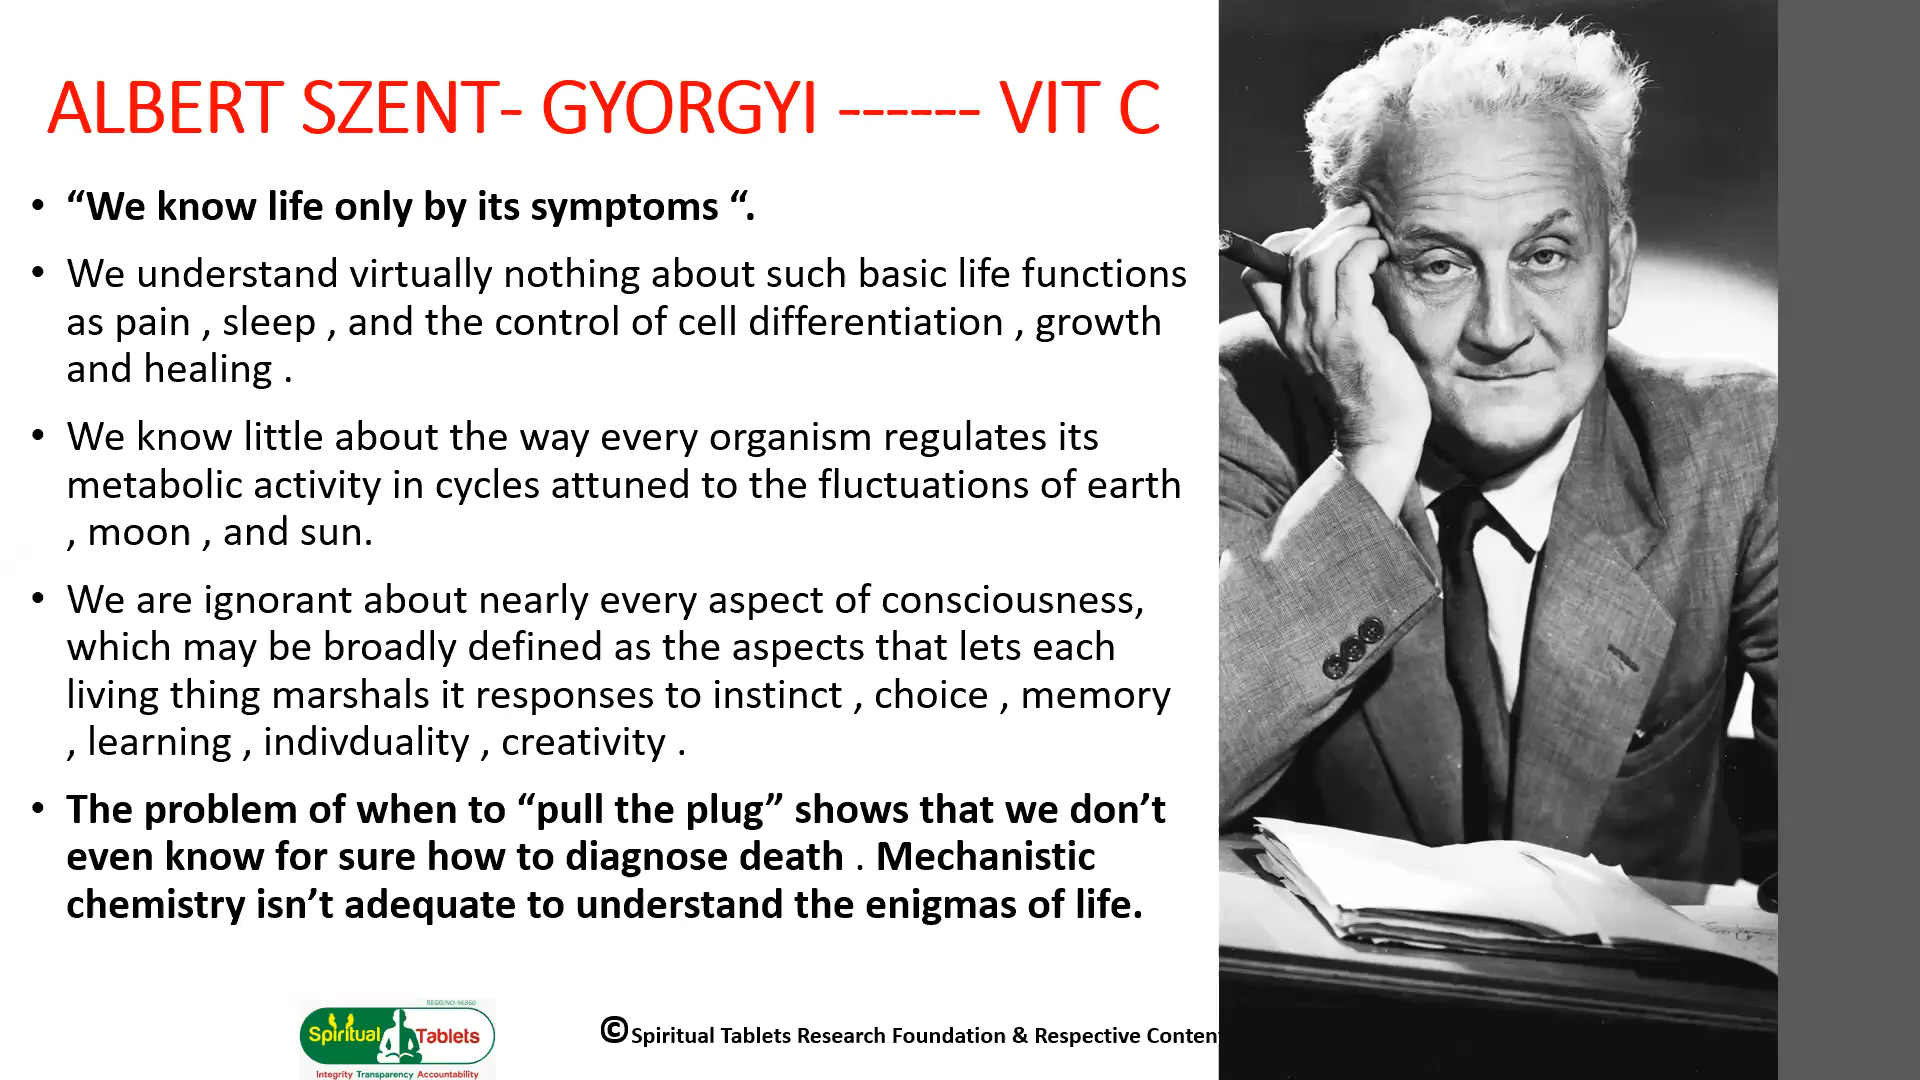 ALBERT SZENT- GYORGYI ------ VIT C
• “We know life only by its symptoms “.
• We understand virtually nothing about such basic life functions
as pain , sleep , and the control of cell differentiation , growth
and healing .
• We know little about the way every organism regulates its
metabolic activity in cycles attuned to the fluctuations of earth
, moon , and sun.
• We are ignorant about nearly every aspect of consciousness,
which may be broadly defined as the aspects that lets each
living thing marshals it responses to instinct , choice , memory
, learning , indivduality , creativity .
• The problem of when to “pull the plug” shows that we don’t
even know for sure how to diagnose death . Mechanistic
chemistry isn’t adequate to understand the enigmas of life.
Spiritual Tablets
Integrity Transparency Accountability
©Spiritual Tablets Research Foundation & Respective Conten